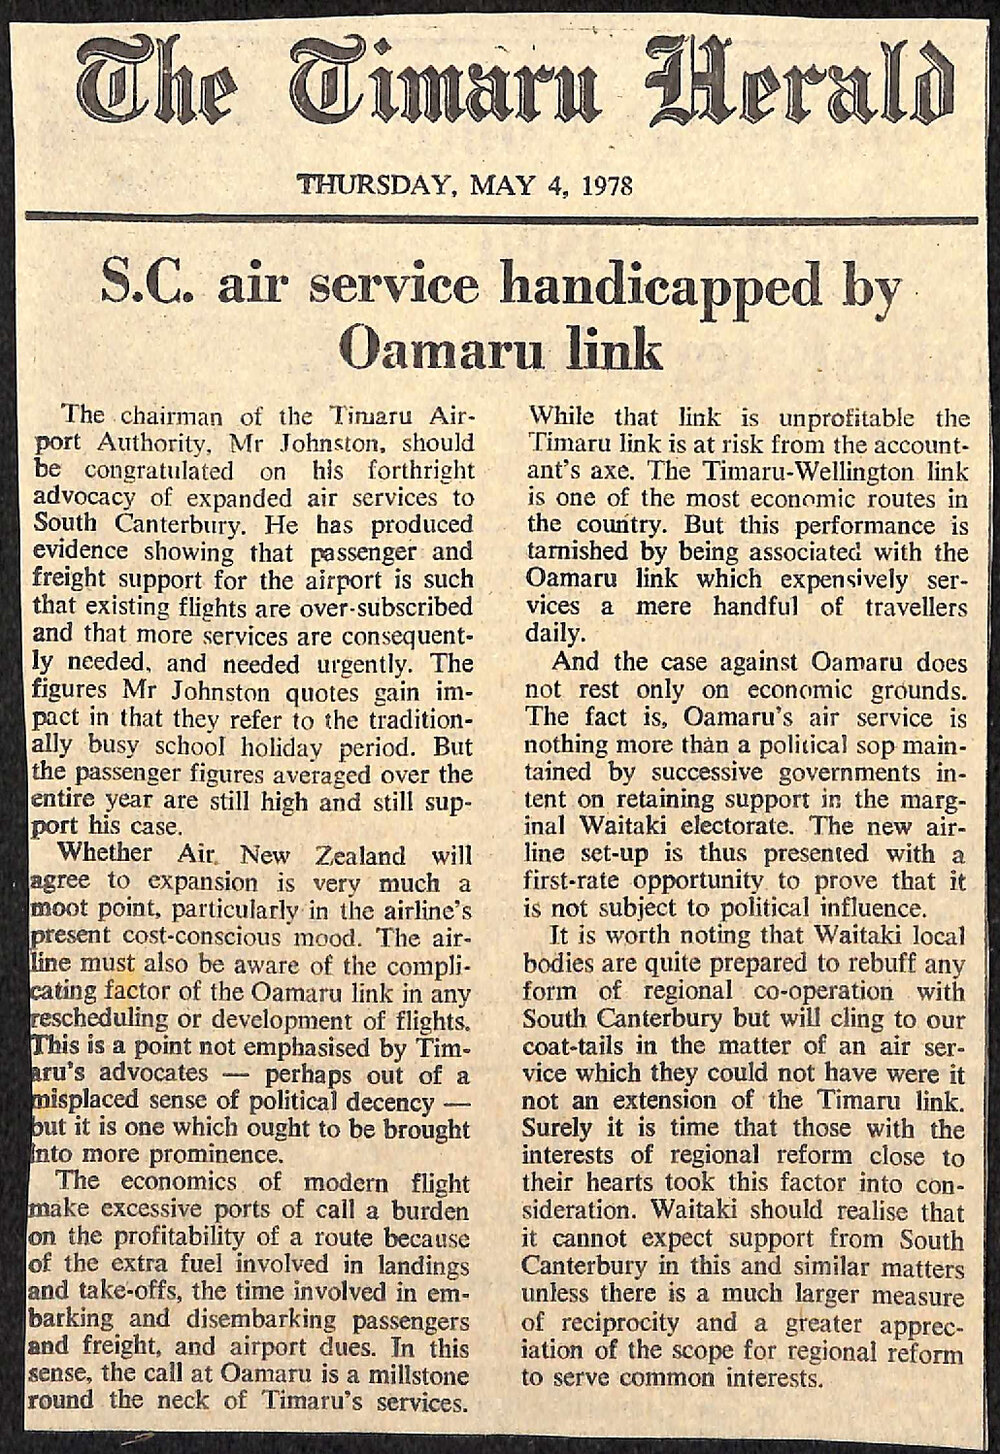 The Timaru Herald
THURSDAY, MAY 4, 1978
S.C. air service handicapped by
Oamaru link
The chairman of the Timaru Air-
port Authority, Mr Johnston, should
be congratulated on his forthright
advocacy of expanded air services to
South Canterbury. He has produced
evidence showing that passenger and
freight support for the airport is such
that existing flights are over-subscribed
and that more services are consequent-
ly needed, and needed urgently. The
figures Mr Johnston quotes gain im-
pact in that they refer to the tradition-
ally busy school holiday period. But
the passenger figures averaged over the
entire year are still high and still sup-
port his case.
Whether Air New Zealand will
agree to expansion is very much a
moot point, particularly in the airline's
present cost-conscious mood. The air-
line must also be aware of the compli-
cating factor of the Oamaru link in any
rescheduling or development of flights.
This is a point not emphasised by Tim-
aru's advocates — perhaps out of a
misplaced sense of political decency —
but it is one which ought to be brought
into more prominence.
The economics of modern flight
make excessive ports of call a burden
on the profitability of a route because
of the extra fuel involved in landings
and take-offs, the time involved in em-
barking and disembarking passengers
and freight, and airport dues. In this
sense, the call at Oamaru is a millstone
round the neck of Timaru's services.
While that link is unprofitable the
Timaru link is at risk from the account-
ant's axe. The Timaru-Wellington link
is one of the most economic routes in
the country. But this performance is
tarnished by being associated with the
Oamaru link which expensively ser-
vices a mere handful of travellers
daily.
And the case against Oamaru does
not rest only on economic grounds.
The fact is, Oamaru's air service is
nothing more than a political sop main-
tained by successive governments in-
tent on retaining support in the marg-
inal Waitaki electorate. The new air-
line set-up is thus presented with a
first-rate opportunity to prove that it
is not subject to political influence.
It is worth noting that Waitaki local
bodies are quite prepared to rebuff any
form of regional co-operation with
South Canterbury but will cling to our
coat-tails in the matter of an air ser-
vice which they could not have were it
not an extension of the Timaru link.
Surely it is time that those with the
interests of regional reform close to
their hearts took this factor into con-
sideration. Waitaki should realise that
it cannot expect support from South
Canterbury in this and similar matters
unless there is a much larger measure
of reciprocity and a greater apprec-
iation of the scope for regional reform
to serve common interests.